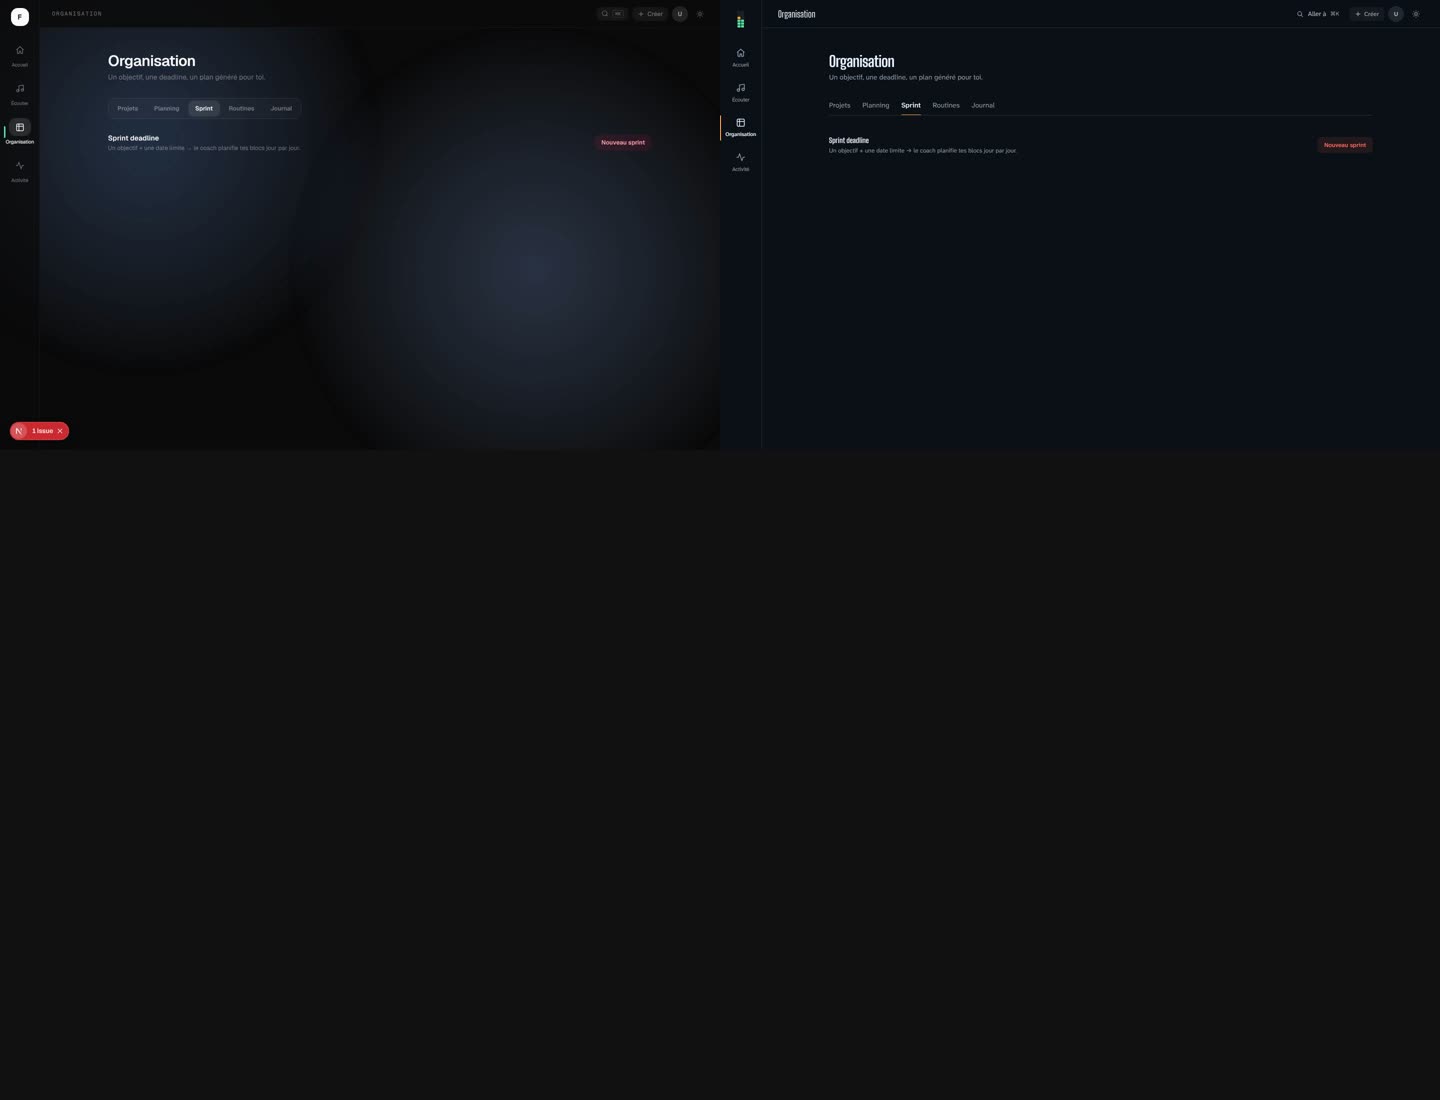 F
ORGANISATION
Créer
U
Accueil
Écouter
Organisation
Activité
Organisation
Un objectif, une deadline, un plan généré pour toi.
Projets
Planning
Sprint
Routines
Journal
Sprint deadline
Un objectif + une date limite → le coach planifie tes blocs jour par jour.
Nouveau sprint
1 Issue
Organisation
Aller à ⌘K
Créer
U
Accueil
Écouter
Organisation
Activité
Organisation
Un objectif, une deadline, un plan généré pour toi.
Projets
Planning
Sprint
Routines
Journal
Sprint deadline
Un objectif + une date limite → le coach planifie tes blocs jour par jour.
Nouveau sprint